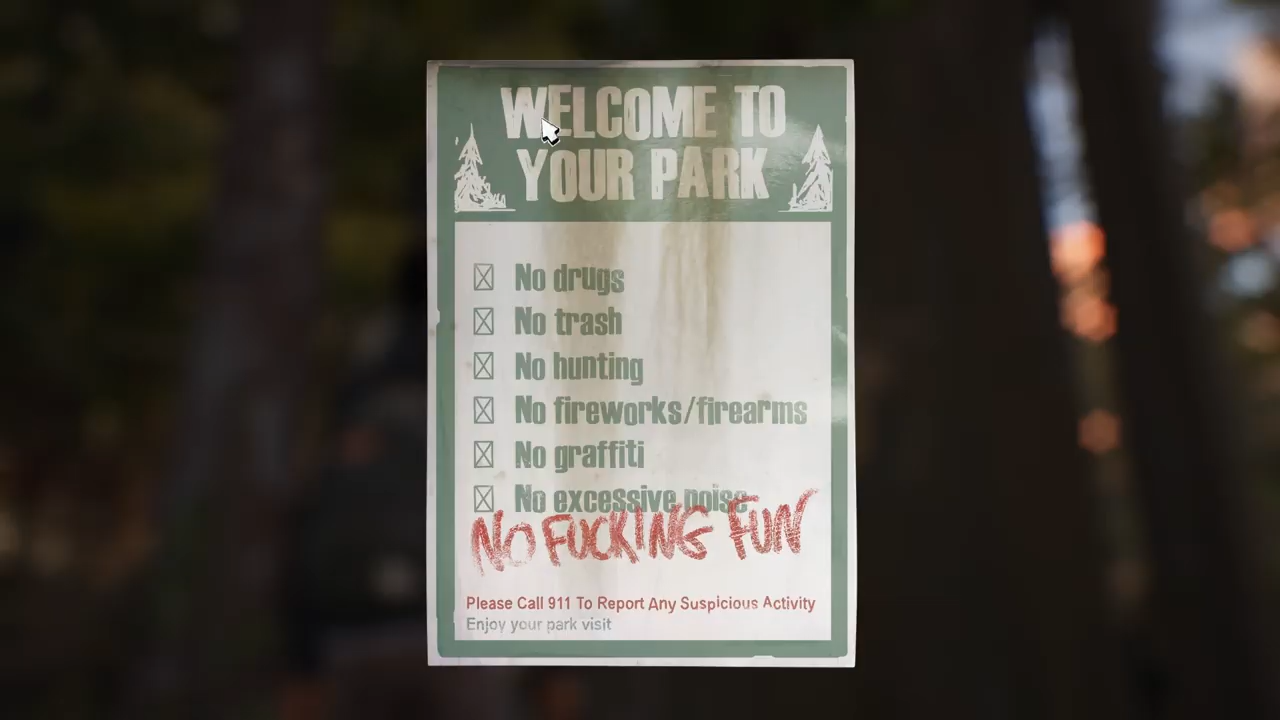 WELCOME TO
YOUR PARK
No drugs
No trash
No hunting
No fireworks/firearms
No graffiti
No excessive noise
NO FUCKING FUN
Please Call 911 To Report Any Suspicious Activity
Enjoy your park visit